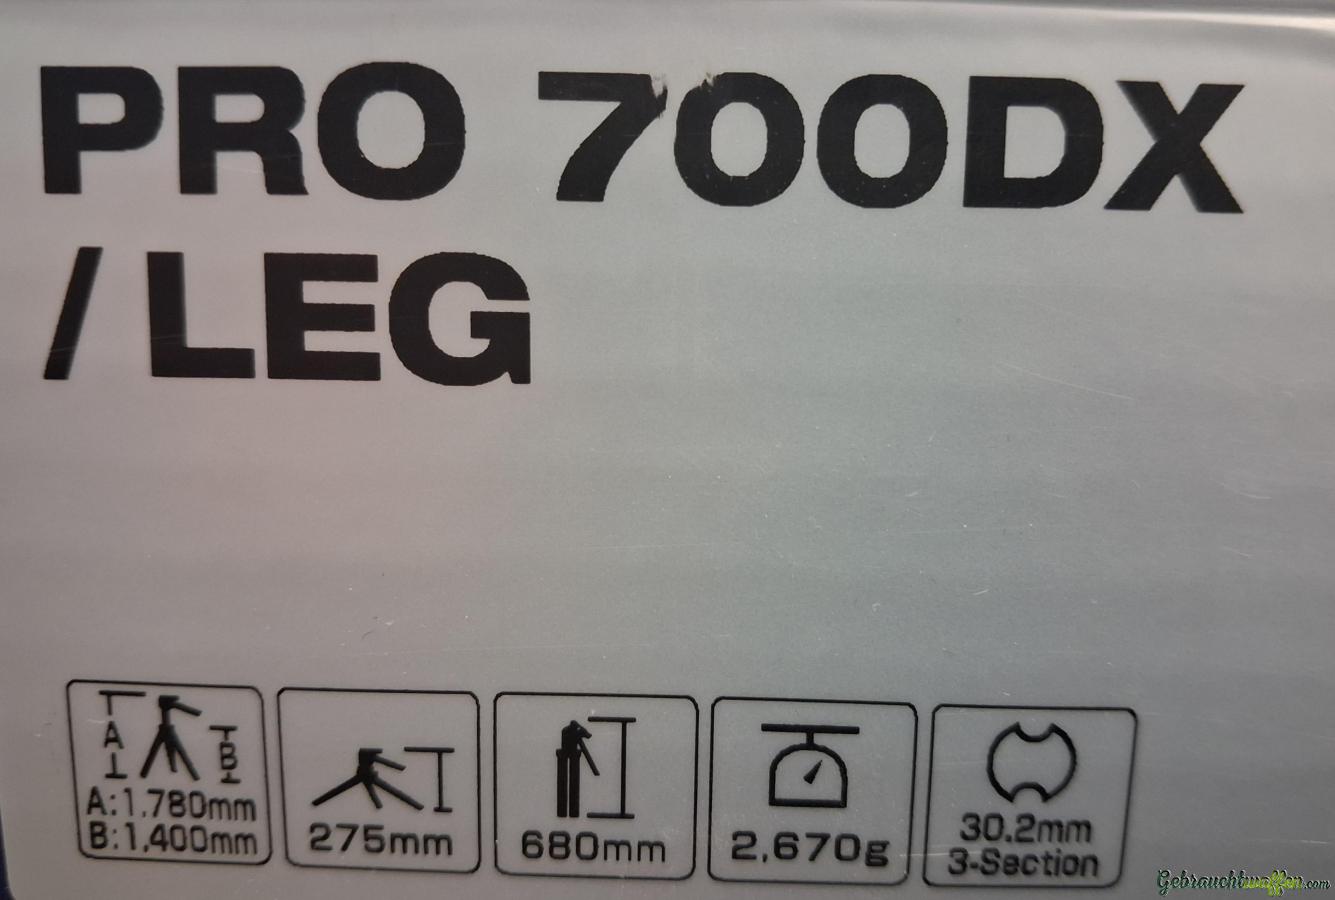 PRO 700DX
/LEG
A
B
A:1,780mm
B:1,400mm
275mm
680mm
2,670g
30.2mm
3-Section
Gebrauchtwaffen.com